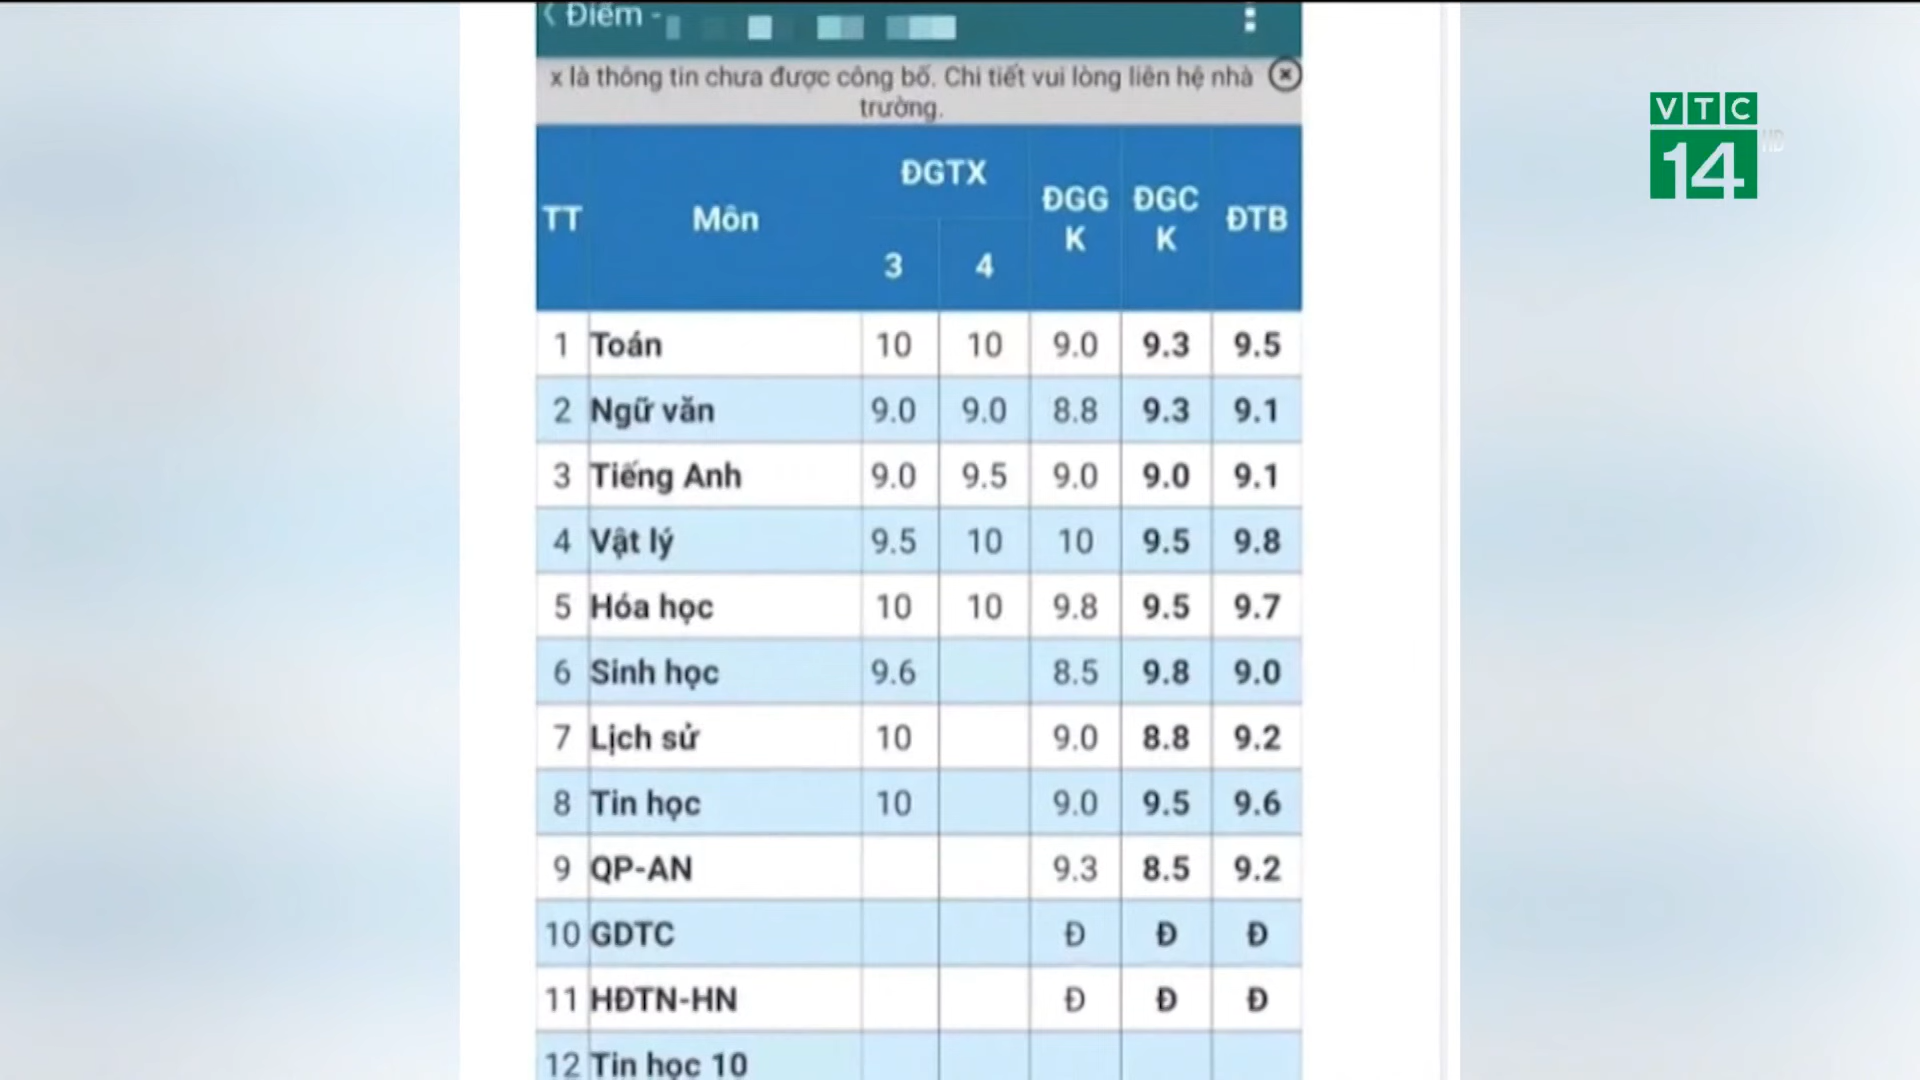 Điểm -
x là thông tin chưa được công bố. Chi tiết vui lòng liên hệ nhà
trường.
VTC
14
HD
TT Môn ĐGTX ĐGG K ĐGC K ĐTB
3 4
1 Toán 10 10 9.0 9.3 9.5
2 Ngữ văn 9.0 9.0 8.8 9.3 9.1
3 Tiếng Anh 9.0 9.5 9.0 9.0 9.1
4 Vật lý 9.5 10 10 9.5 9.8
5 Hóa học 10 10 9.8 9.5 9.7
6 Sinh học 9.6 8.5 9.8 9.0
7 Lịch sử 10 9.0 8.8 9.2
8 Tin học 10 9.0 9.5 9.6
9 QP-AN 9.3 8.5 9.2
10 GDTC Đ Đ Đ
11 HĐTN-HN Đ Đ Đ
12 Tin học 10